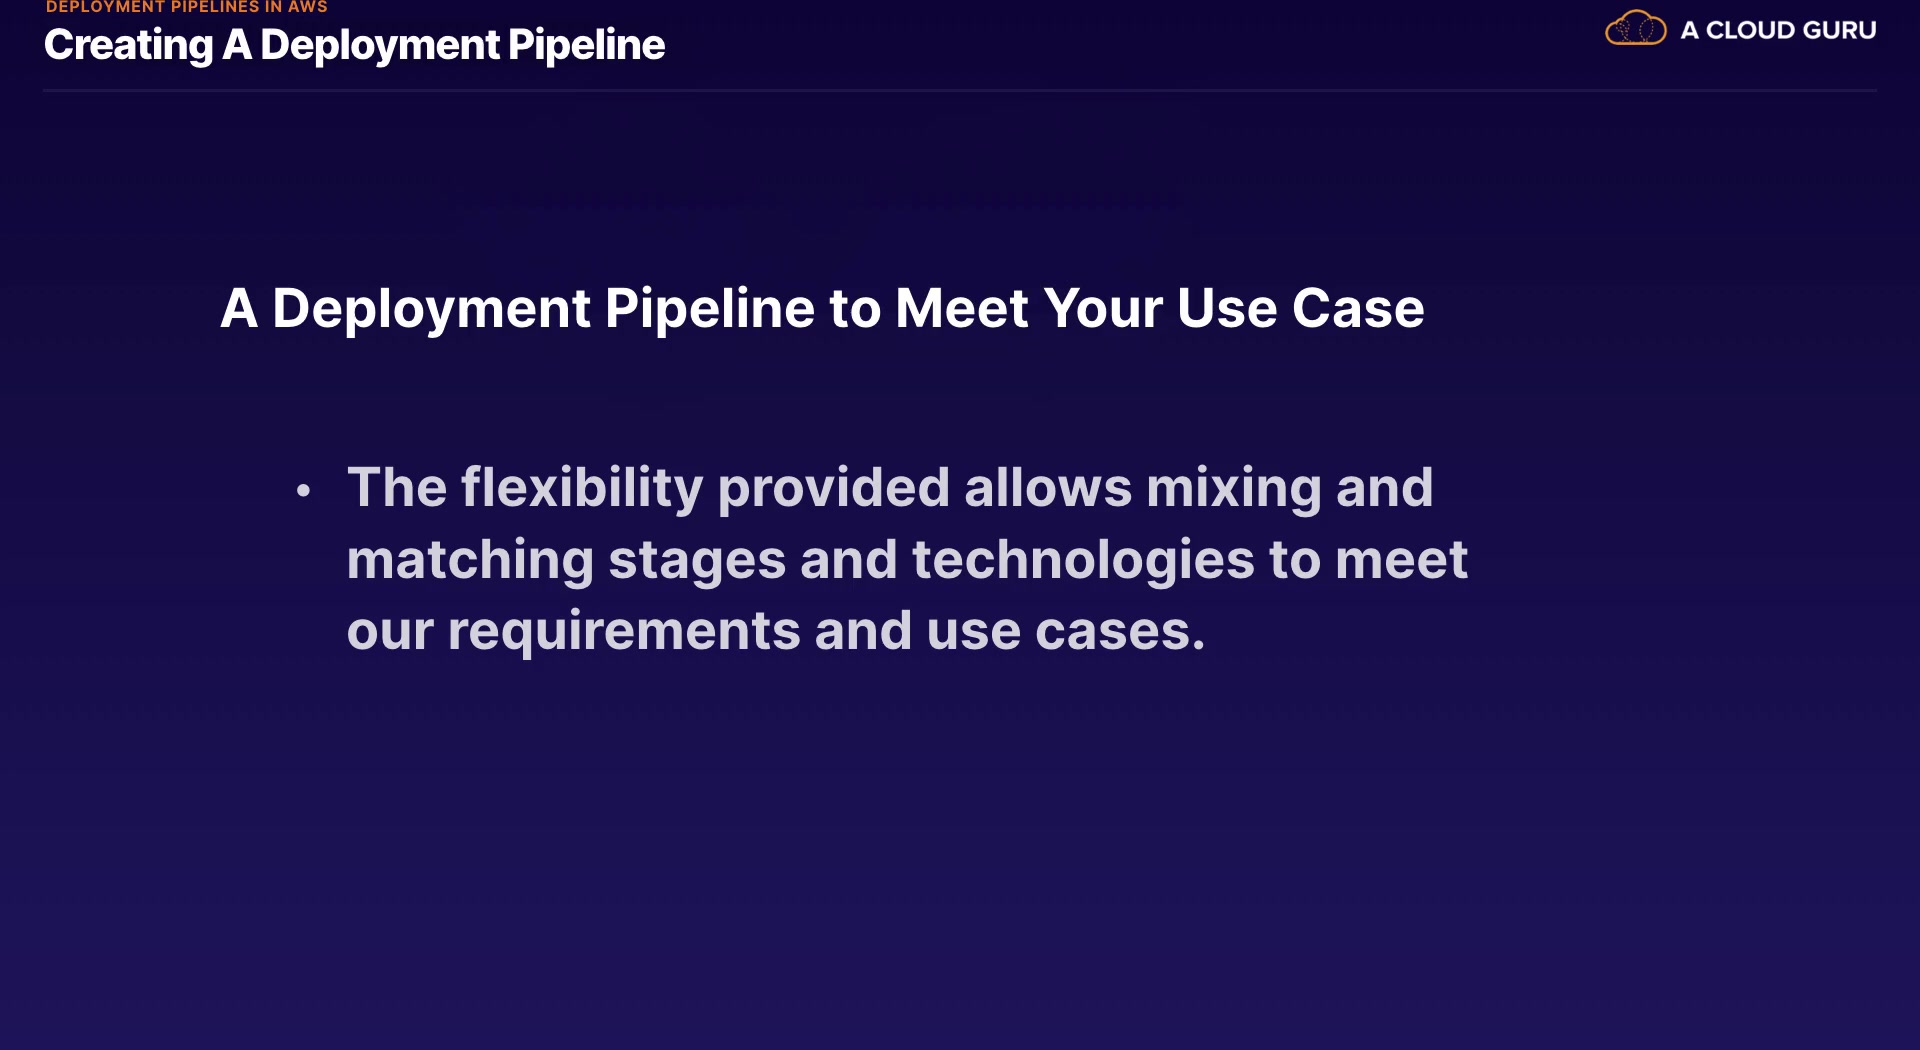 DEPLOYMENT PIPELINES IN AWS
Creating A Deployment Pipeline
A CLOUD GURU
A Deployment Pipeline to Meet Your Use Case
• The flexibility provided allows mixing and
matching stages and technologies to meet
our requirements and use cases.